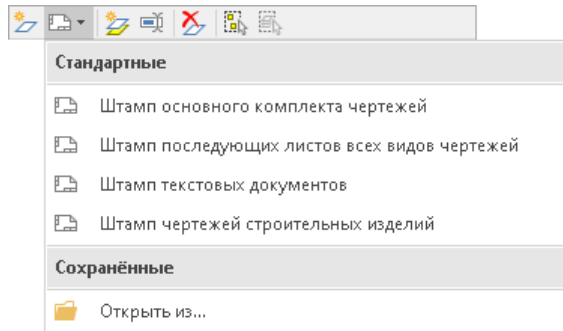 Стандартные
Штамп основного комплекта чертежей
Штамп последующих листов всех видов чертежей
Штамп текстовых документов
Штамп чертежей строительных изделий
Сохранённые
Открыть из...